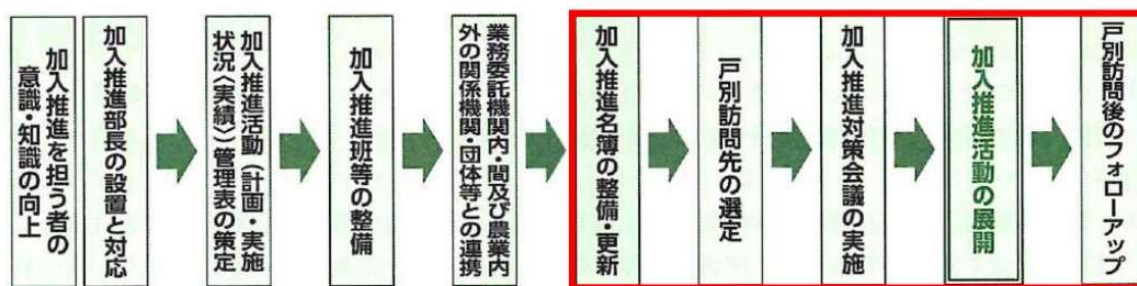 加入推進を担う者の
意識・知識の向上
加入推進部長の設置と対応
加入推進活動（計画・実施
状況〈実績〉）管理表の策定
加入推進班等の整備
業務委託機関内・間及び農業内
外の関係機関・団体等との連携
加入推進名簿の整備・更新
戸別訪問先の選定
加入推進対策会議の実施
加入推進活動の展開
戸別訪問後のフォローアップ